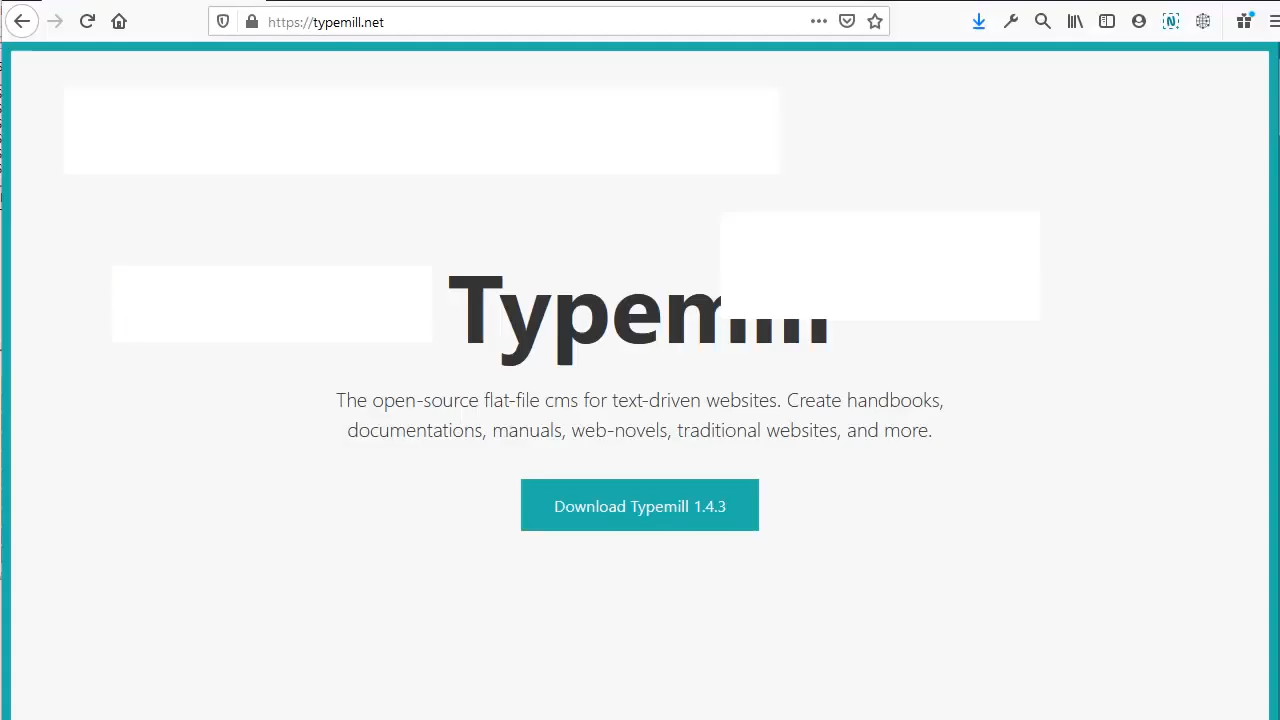 https://typemill.net
Typemill
The open-source flat-file cms for text-driven websites. Create handbooks,
documentations, manuals, web-novels, traditional websites, and more.
Download Typemill 1.4.3